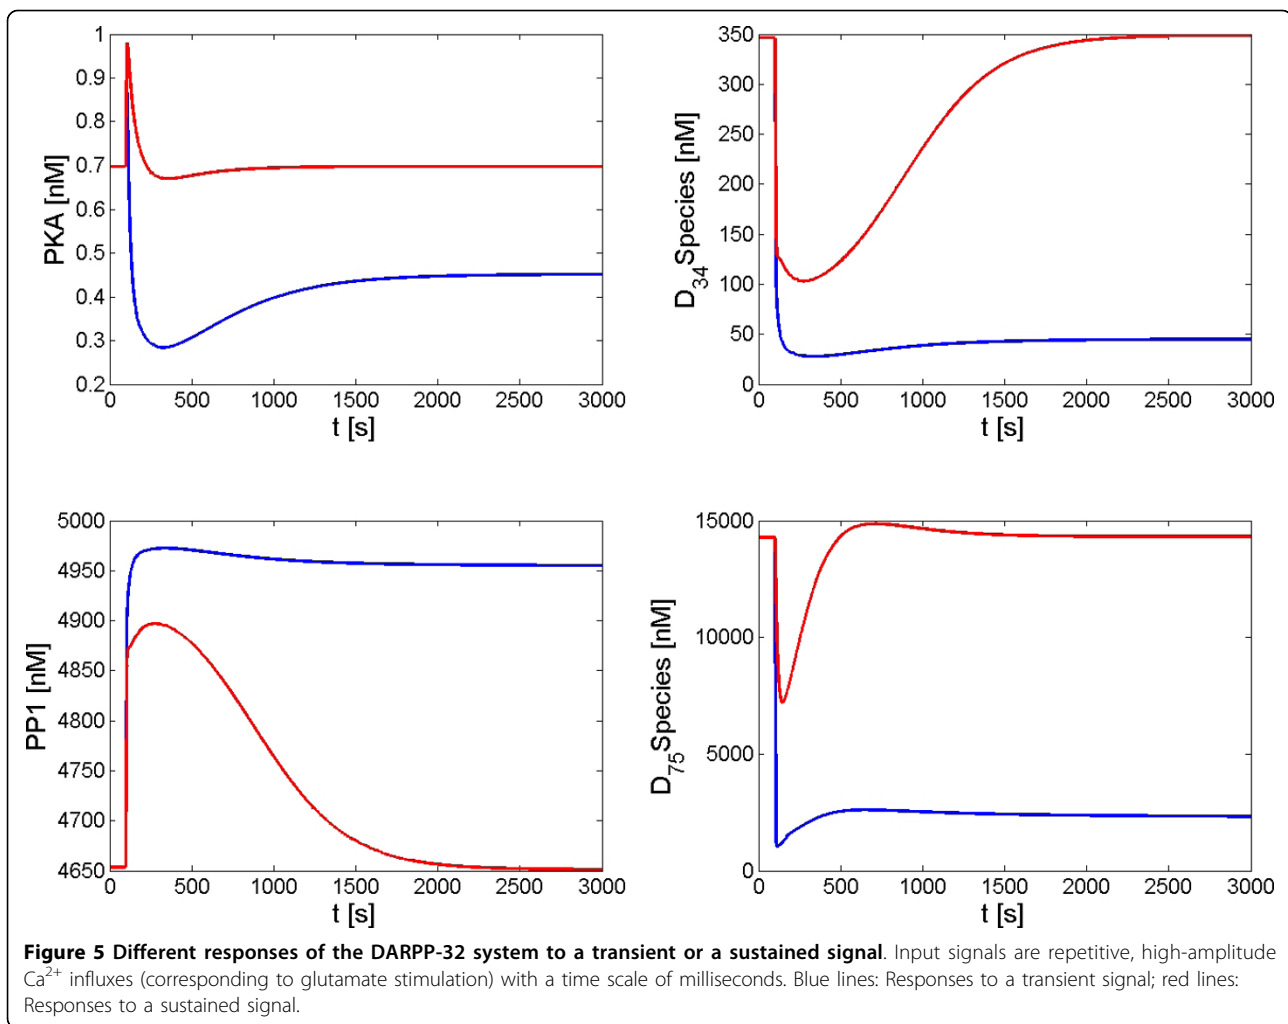 1
0.9
0.8
0.7
0.6
0.5
0.4
0.3
0.2
PKA [nM]
0 500 1000 1500 2000 2500 3000
t [s]
350
300
250
200
150
100
50
0
D34Species [nM]
0 500 1000 1500 2000 2500 3000
t [s]
5000
4950
4900
4850
4800
4750
4700
4650
PP1 [nM]
0 500 1000 1500 2000 2500 3000
t [s]
15000
10000
5000
0
D75Species [nM]
0 500 1000 1500 2000 2500 3000
t [s]
Figure 5 Different responses of the DARPP-32 system to a transient or a sustained signal. Input signals are repetitive, high-amplitude
Ca2+ influxes (corresponding to glutamate stimulation) with a time scale of milliseconds. Blue lines: Responses to a transient signal; red lines:
Responses to a sustained signal.